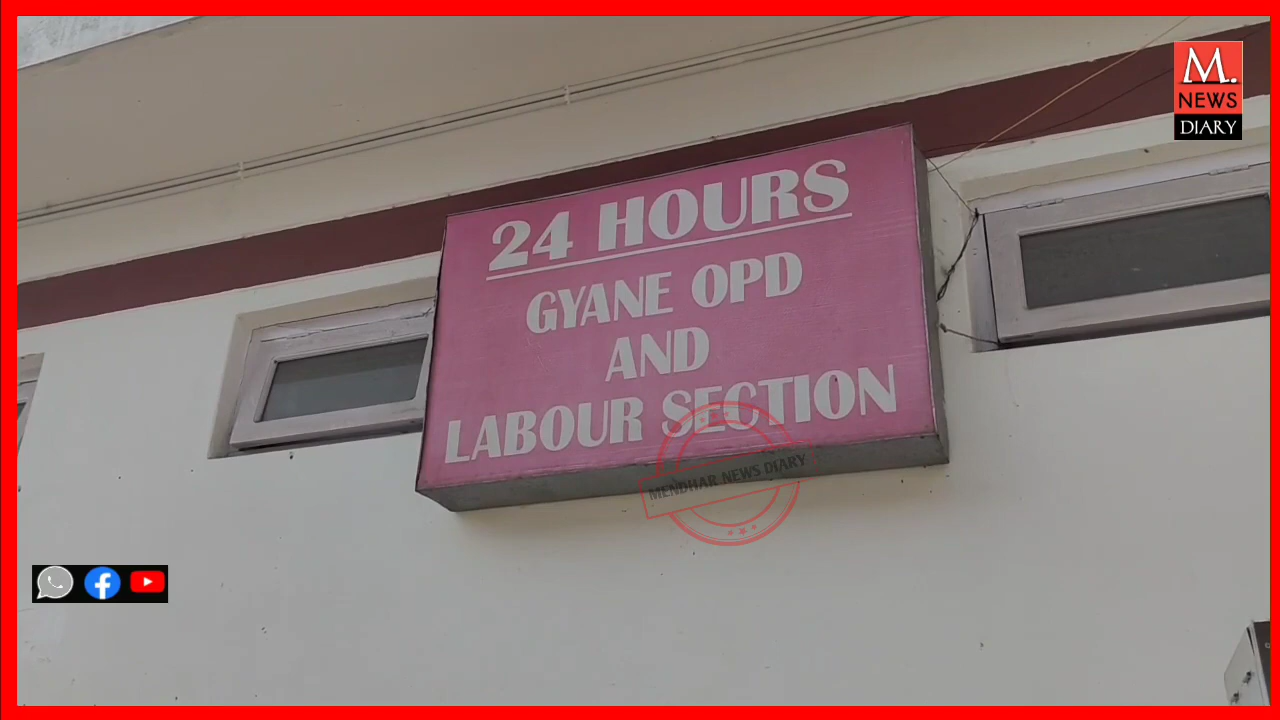 M.
NEWS
DIARY
24 HOURS
GYANE OPD
AND
LABOUR SECTION
MENDHAR NEWS DIARY